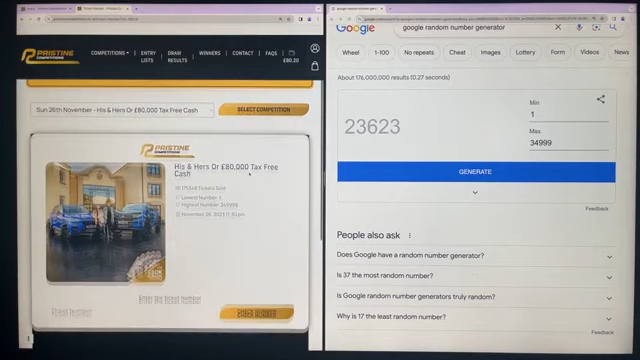 PRISTINE
COMPETITIONS
COMPETITIONS
ENTRY
LISTS
DRAW
RESULTS
WINNERS
CONTACT
FAQS
£80.20
Sun 26th November - His & Hers Or £80,000 Tax Free Cash
SELECT COMPETITION
PRISTINE
COMPETITIONS
His & Hers Or £80,000 Tax Free
Cash
Tickets Sold
Lowest Number: 1
Highest Number:
November 26, 2023
Enter the ticket number
ENTER NUMBER
Google
google random number generator
Wheel
1-100
No repeats
Cheat
Images
Lottery
Form
Videos
News
About 176,000,000 results (0.27 seconds)
23623
Min
1
Max
34999
GENERATE
Feedback
People also ask
Does Google have a random number generator?
Is 37 the most random number?
Is Google random number generators truly random?
Why is 17 the least random number?
Feedback